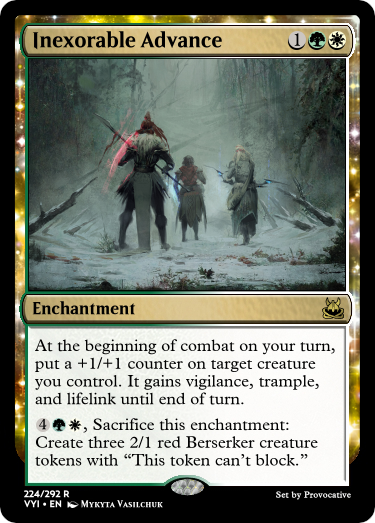 Inexorable Advance 1
Enchantment
At the beginning of combat on your turn,
put a +1/+1 counter on target creature
you control. It gains vigilance, trample,
and lifelink until end of turn.
4, Sacrifice this enchantment:
Create three 2/1 red Berserker creature
tokens with “This token can’t block.”
224/292 R
VYI • EN Mykyta Vasilchuk
Set by Provocative